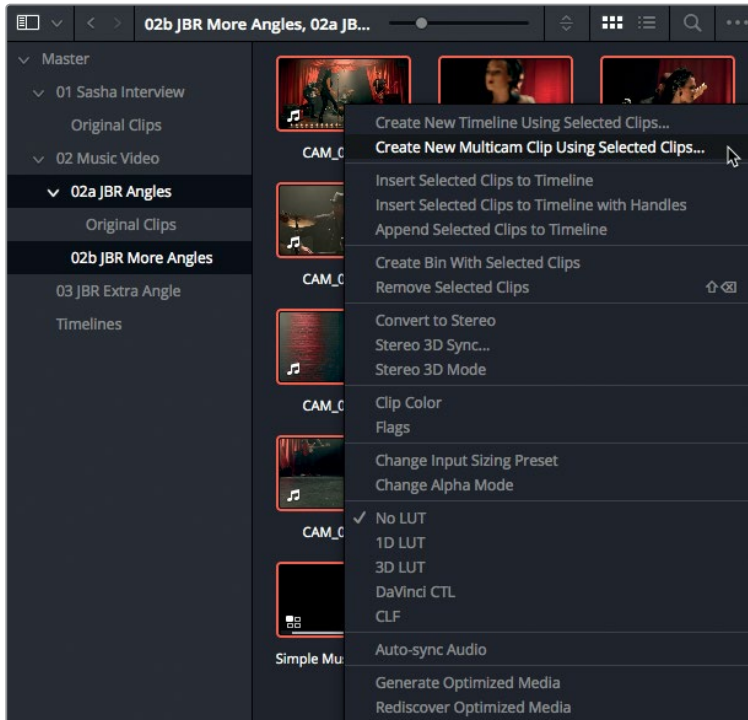 02b JBR More Angles, 02a JB...
Master
01 Sasha Interview
Original Clips
02 Music Video
02a JBR Angles
Original Clips
02b JBR More Angles
03 JBR Extra Angle
Timelines
CAM_0
CAM_0
CAM_0
CAM_0
Simple Mu
Create New Timeline Using Selected Clips...
Create New Multicam Clip Using Selected Clips...
Insert Selected Clips to Timeline
Insert Selected Clips to Timeline with Handles
Append Selected Clips to Timeline
Create Bin With Selected Clips
Remove Selected Clips
Convert to Stereo
Stereo 3D Sync...
Stereo 3D Mode
Clip Color
Flags
Change Input Sizing Preset
Change Alpha Mode
No LUT
1D LUT
3D LUT
DaVinci CTL
CLF
Auto-sync Audio
Generate Optimized Media
Rediscover Optimized Media